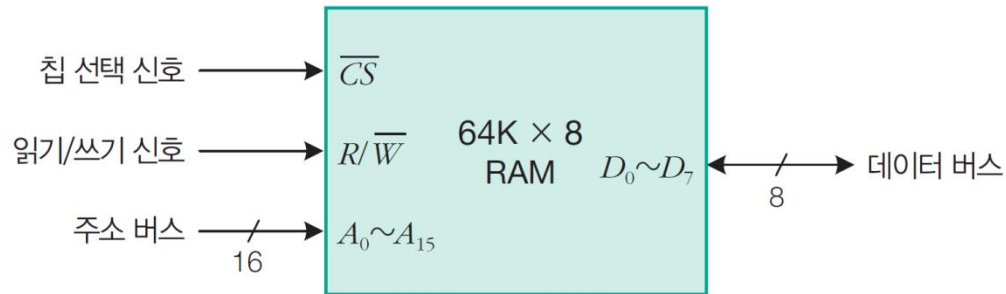 칩 선택 신호
읽기/쓰기 신호
주소 버스
16
C̅S̅
R/W̅
A₀~A₁₅
64K × 8
RAM
D₀~D₇
8
데이터 버스